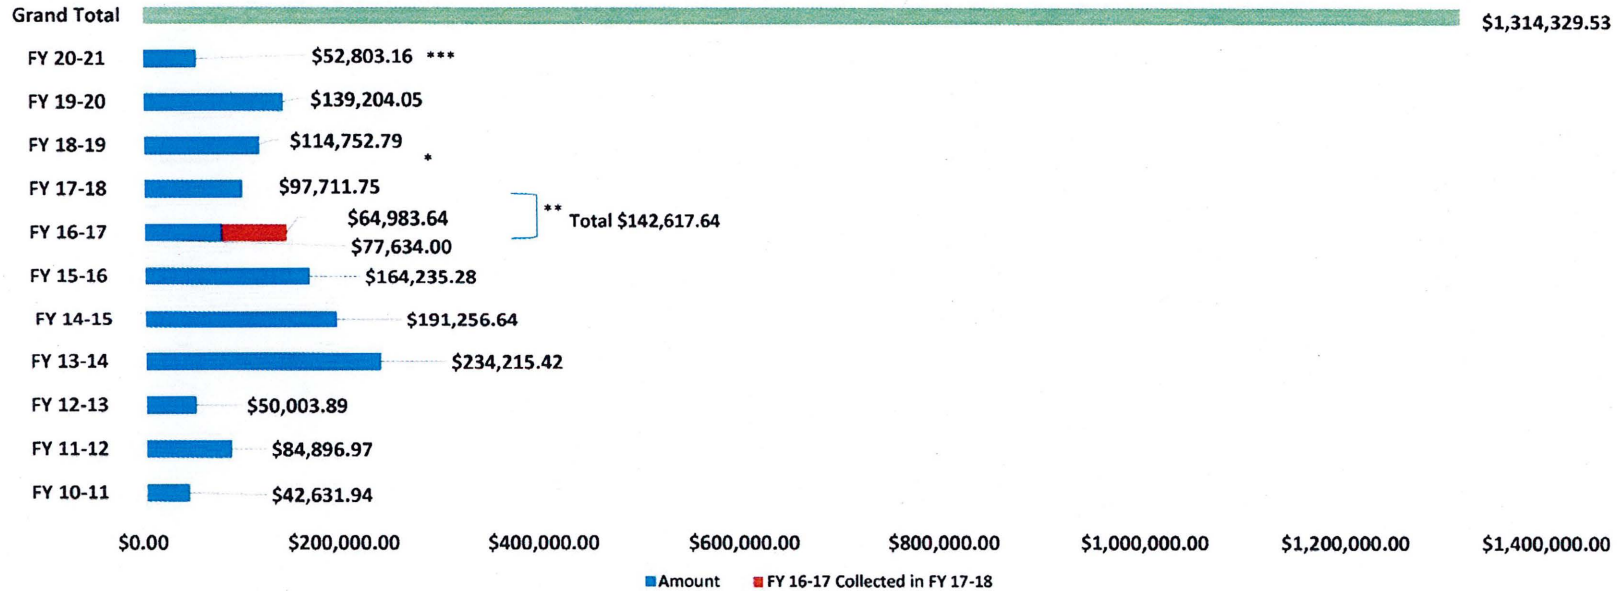 Grand Total $1,314,329.53
FY 20-21 $52,803.16 ***
FY 19-20 $139,204.05
FY 18-19 $114,752.79
*
FY 17-18 $97,711.75
$64,983.64
** Total $142,617.64
FY 16-17
$77,634.00
FY 15-16 $164,235.28
FY 14-15 $191,256.64
FY 13-14 $234,215.42
FY 12-13 $50,003.89
FY 11-12 $84,896.97
FY 10-11 $42,631.94
$0.00 $200,000.00 $400,000.00 $600,000.00 $800,000.00 $1,000,000.00 $1,200,000.00 $1,400,000.00
Amount FY 16-17 Collected in FY 17-18